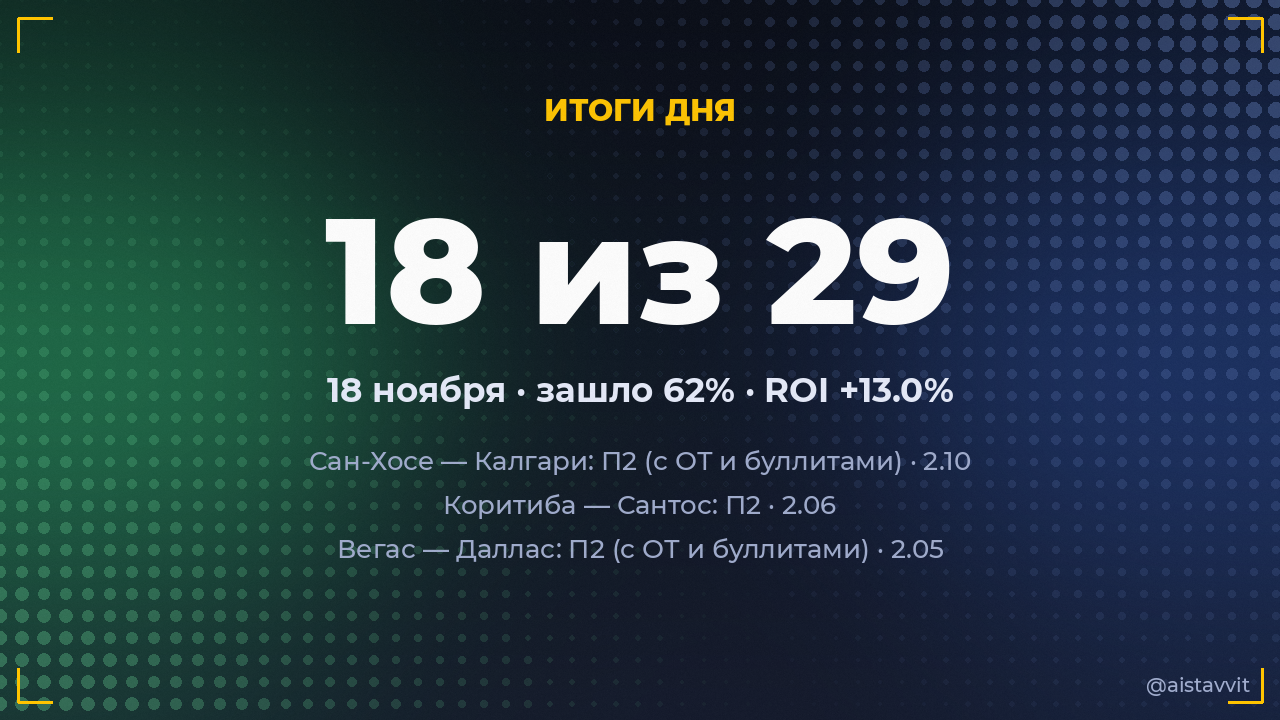 ИТОГИ ДНЯ
18 из 29
18 ноября · зашло 62% · ROI +13.0%
Сан-Хосе — Калгари: П2 (с ОТ и буллитами) · 2.10
Коритиба — Сантос: П2 · 2.06
Вегас — Даллас: П2 (с ОТ и буллитами) · 2.05
@aistavvit